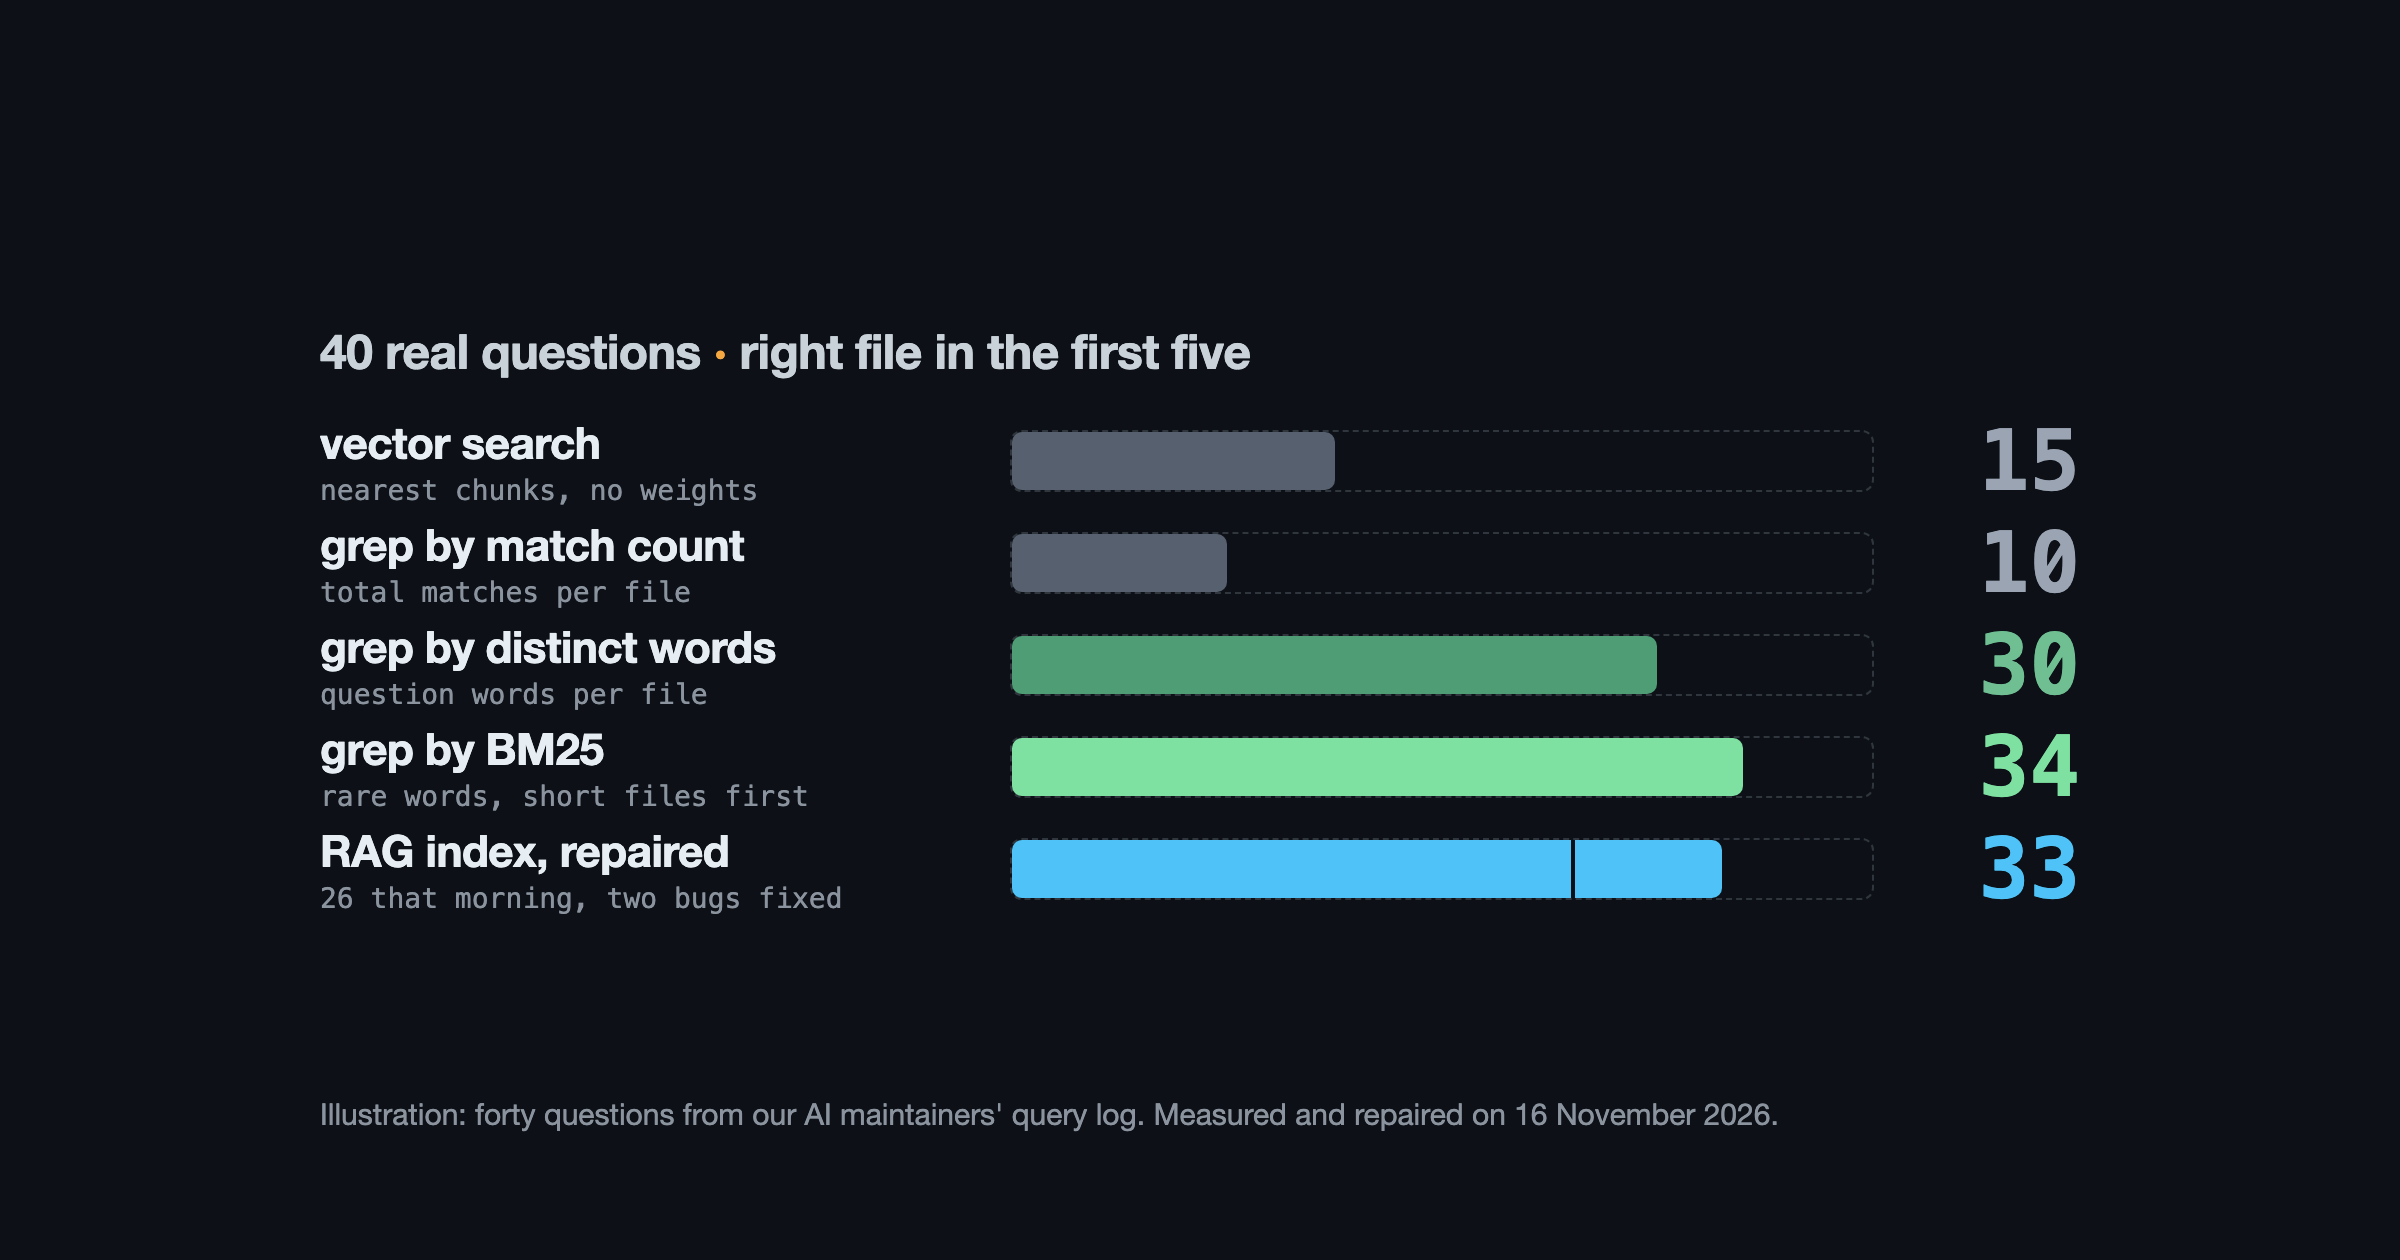 40 real questions · right file in the first five
vector search
nearest chunks, no weights
15
grep by match count
total matches per file
10
grep by distinct words
question words per file
30
grep by BM25
rare words, short files first
34
RAG index, repaired
26 that morning, two bugs fixed
33
Illustration: forty questions from our AI maintainers' query log. Measured and repaired on 16 November 2026.